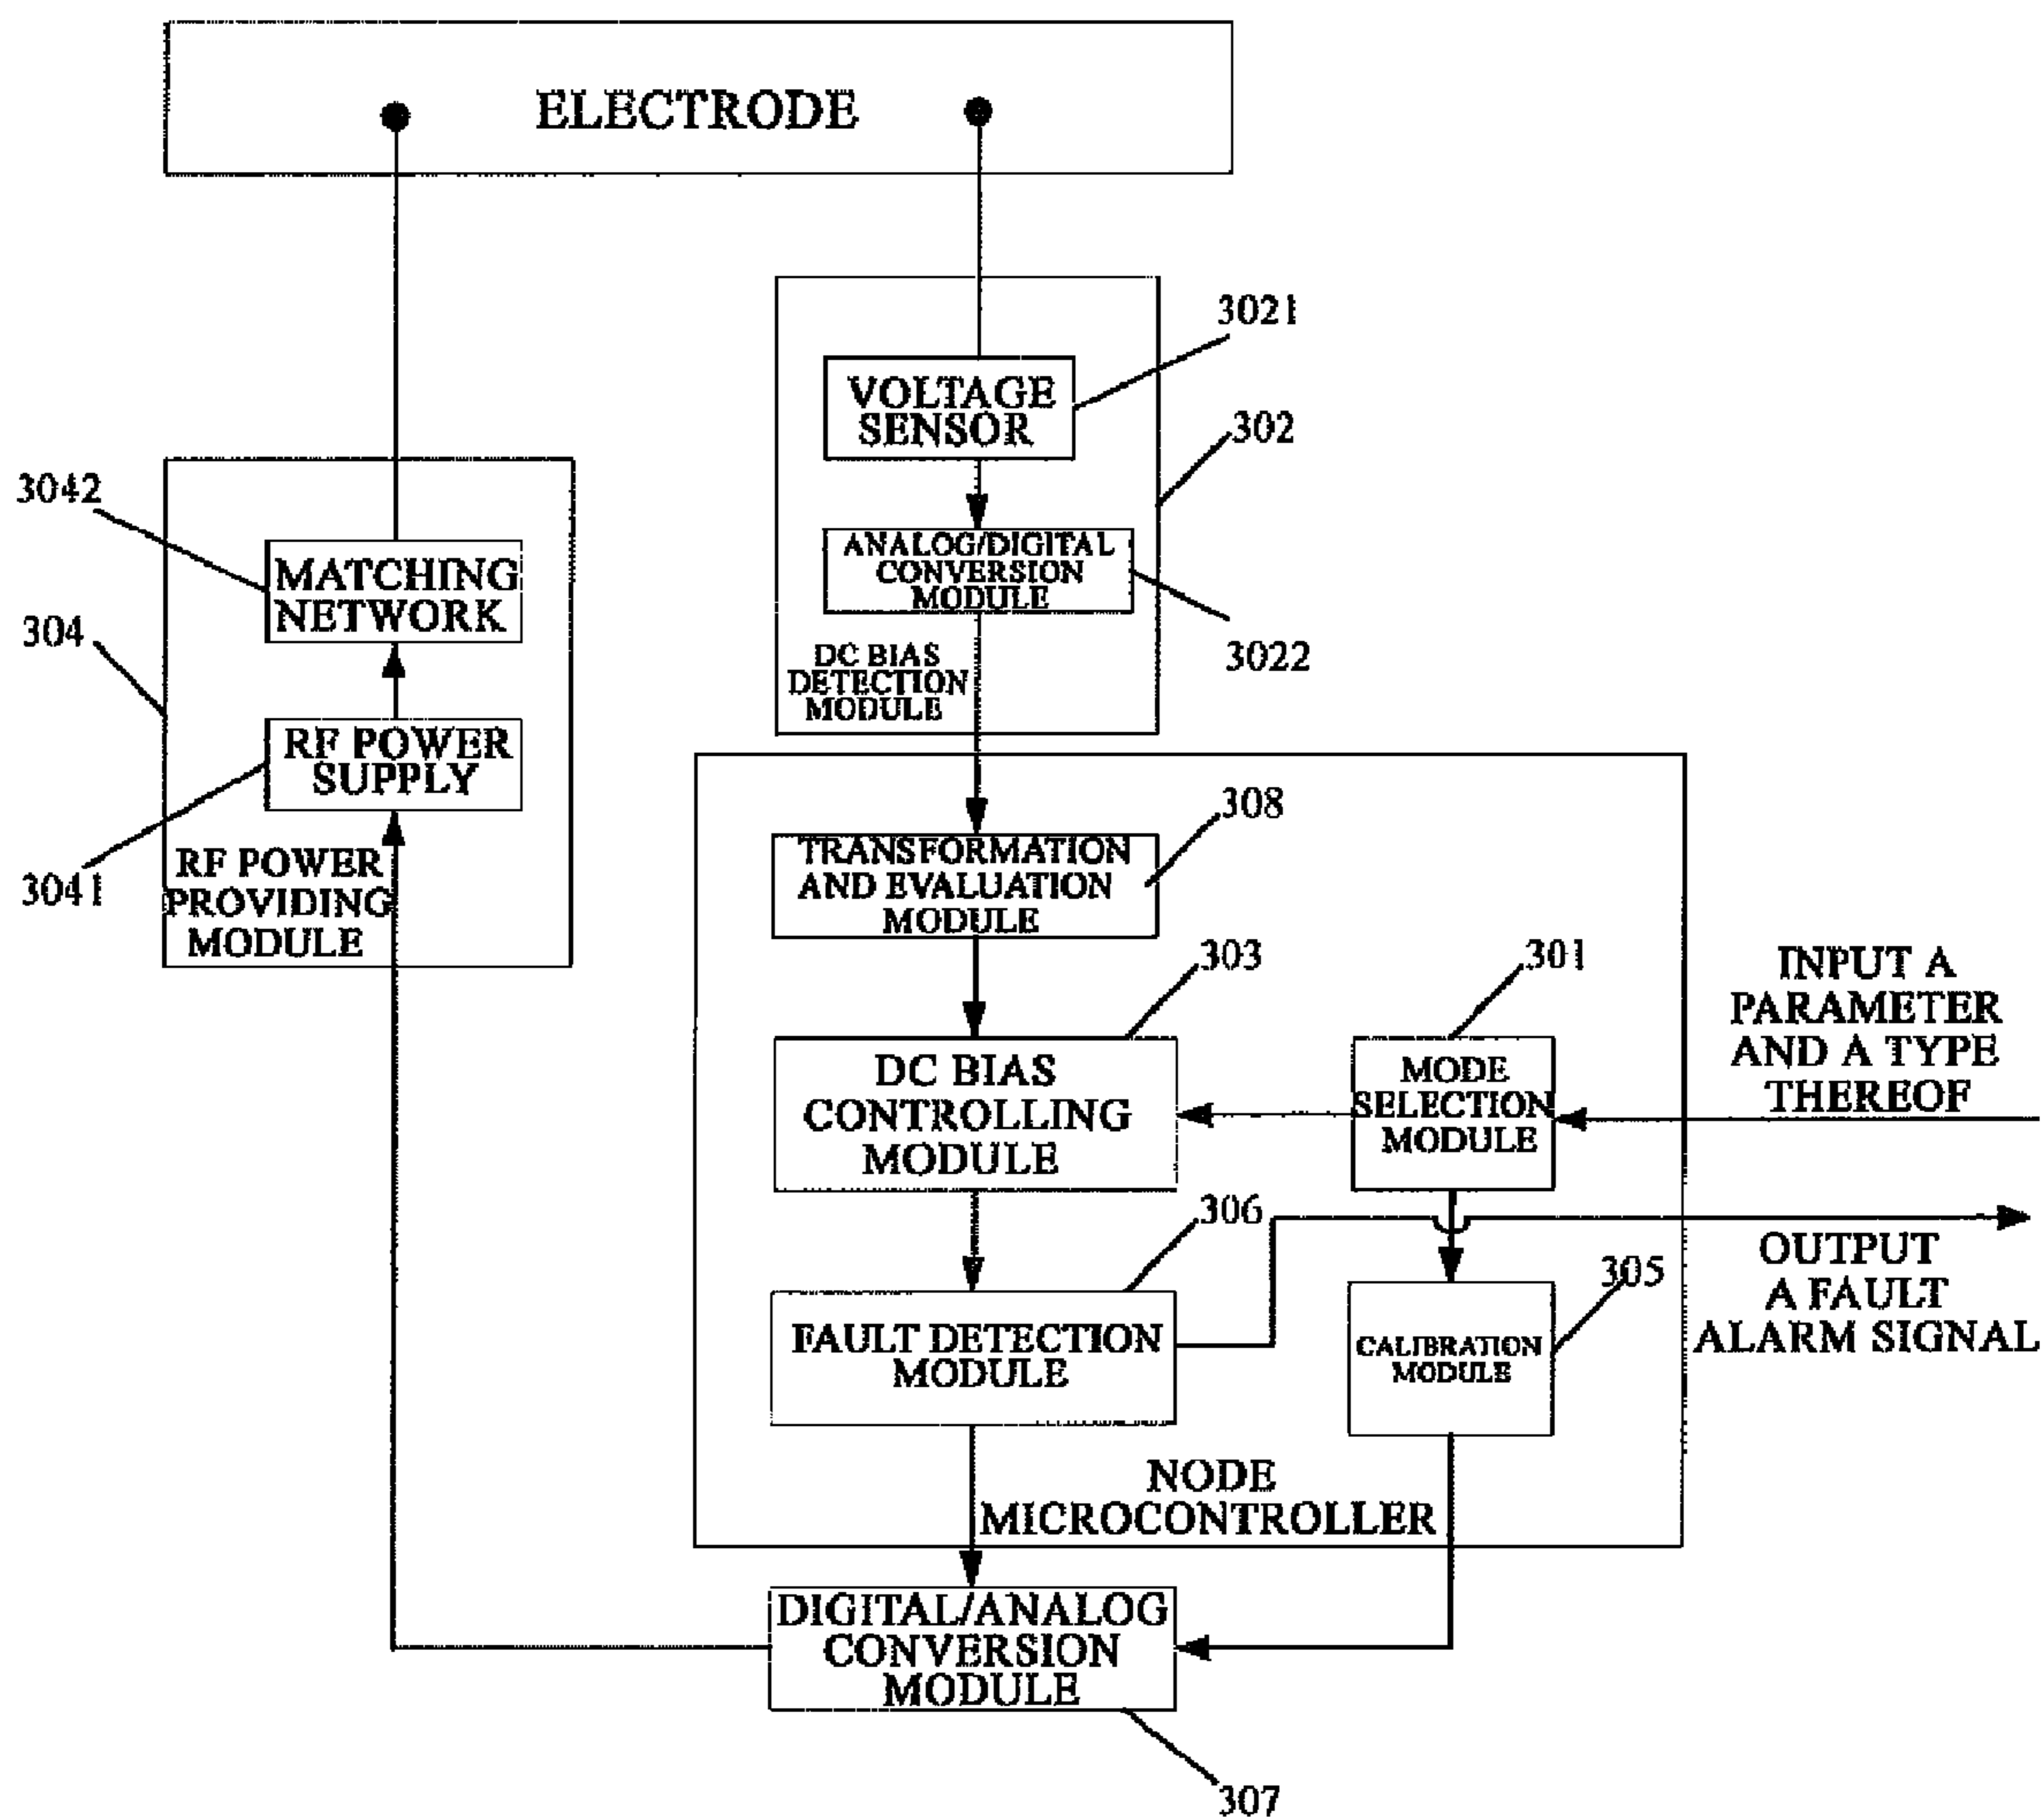 ELECTRODE
3021
VOLTAGE
SENSOR
302
3042
ANALOG/DIGITAL
CONVERSION
MODULE
MATCHING
NETWORK
304
3022
DC BIAS
DETECTION
MODULE
RF POWER
SUPPLY
308
TRANSFORMATION
AND EVALUATION
MODULE
RF POWER
PROVIDING
MODULE
3041
303
301
INPUT A
PARAMETER
AND A TYPE
THEREOF
DC BIAS
CONTROLLING
MODULE
MODE
SELECTION
MODULE
306
OUTPUT
A FAULT
ALARM SIGNAL
305
FAULT DETECTION
MODULE
CALIBRATION
MODULE
NODE
MICROCONTROLLER
DIGITAL/ANALOG
CONVERSION
MODULE
307